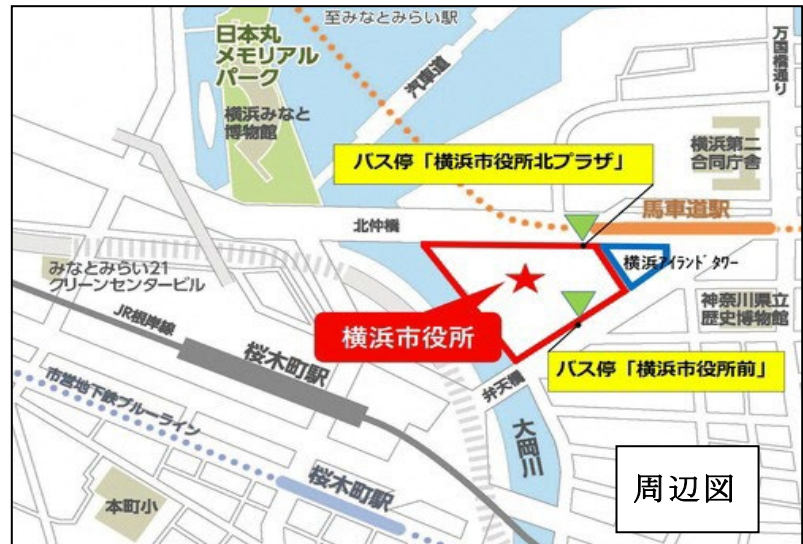 至みなとみらい駅
日本丸
メモリアル
パーク
汽車道
万国橋通り
横浜みなと
博物館
横浜第二
合同庁舎
バス停「横浜市役所北プラザ」
馬車道駅
北仲橋
横浜アイランドタワー
みなとみらい21
クリーンセンタービル
神奈川県立
歴史博物館
JR根岸線
横浜市役所
桜木町駅
バス停「横浜市役所前」
弁天橋
市営地下鉄ブルーライン
大岡川
桜木町駅
周辺図
本町小